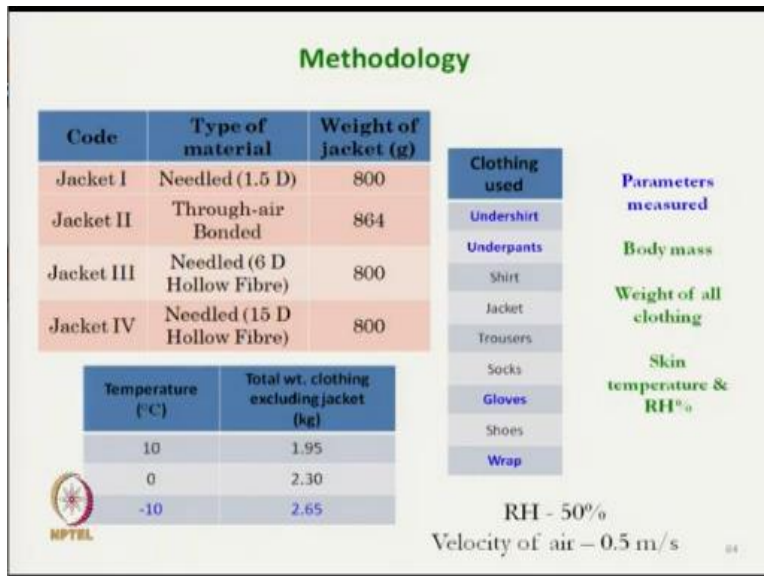 Methodology
Code Type of material Weight of jacket (g)
Jacket I Needled (1.5 D) 800
Jacket II Through-air Bonded 864
Jacket III Needled (6 D Hollow Fibre) 800
Jacket IV Needled (15 D Hollow Fibre) 800
Temperature (°C) Total wt. clothing excluding jacket (kg)
10 1.95
0 2.30
-10 2.65
Clothing used
Undershirt
Underpants
Shirt
Jacket
Trousers
Socks
Gloves
Shoes
Wrap
Parameters measured
Body mass
Weight of all clothing
Skin temperature & RH%
RH - 50%
Velocity of air – 0.5 m/s
NPTEL
84